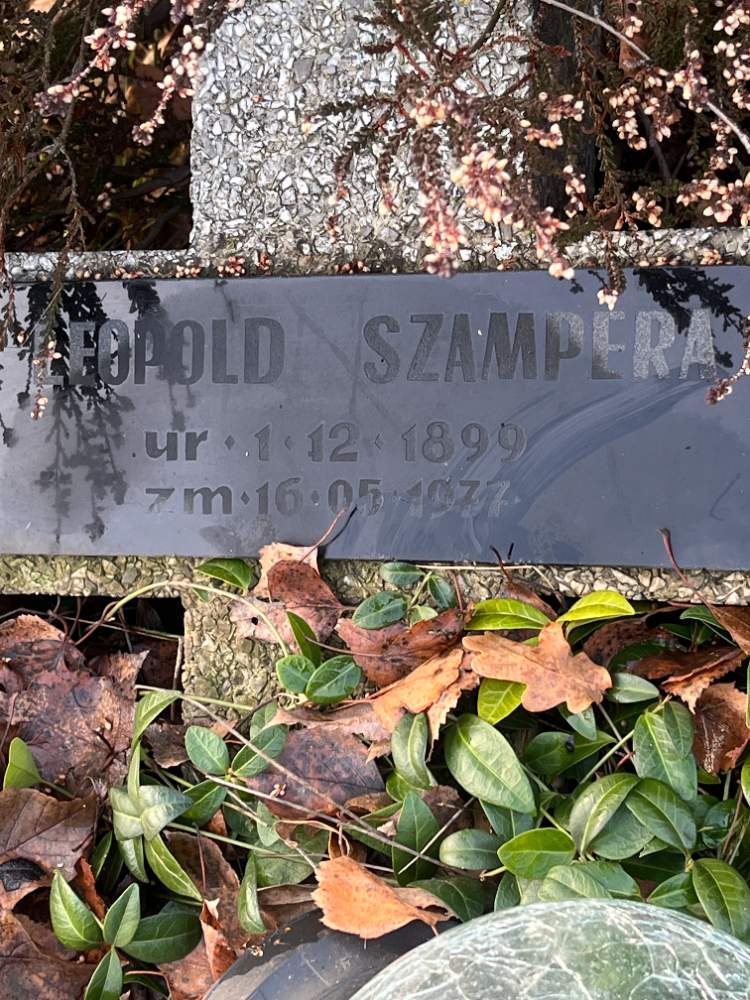 LEOPOLD SZAMPERA
ur·1·12·1899
zm·16·05·1977